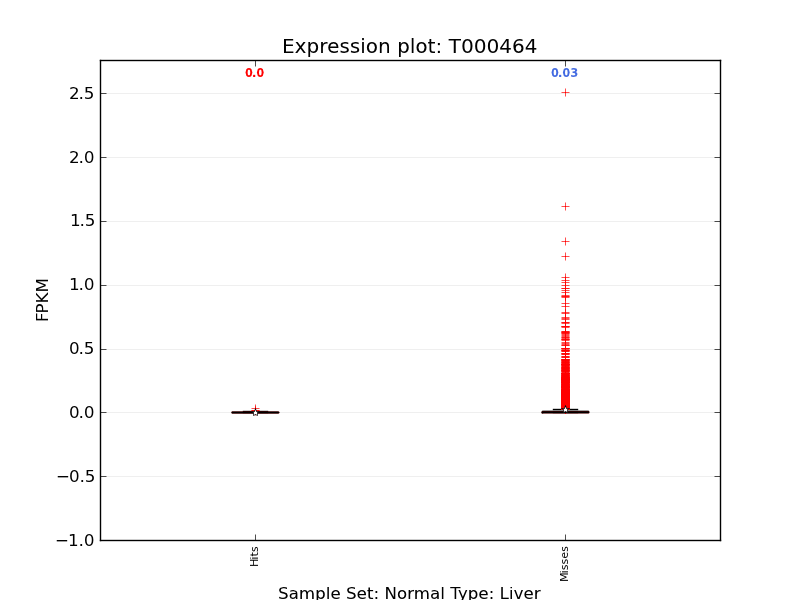 Expression plot: T000464
0.0
0.03
2.5
2.0
1.5
1.0
0.5
0.0
−0.5
−1.0
FPKM
Hits
Misses
Sample Set: Normal Type: Liver